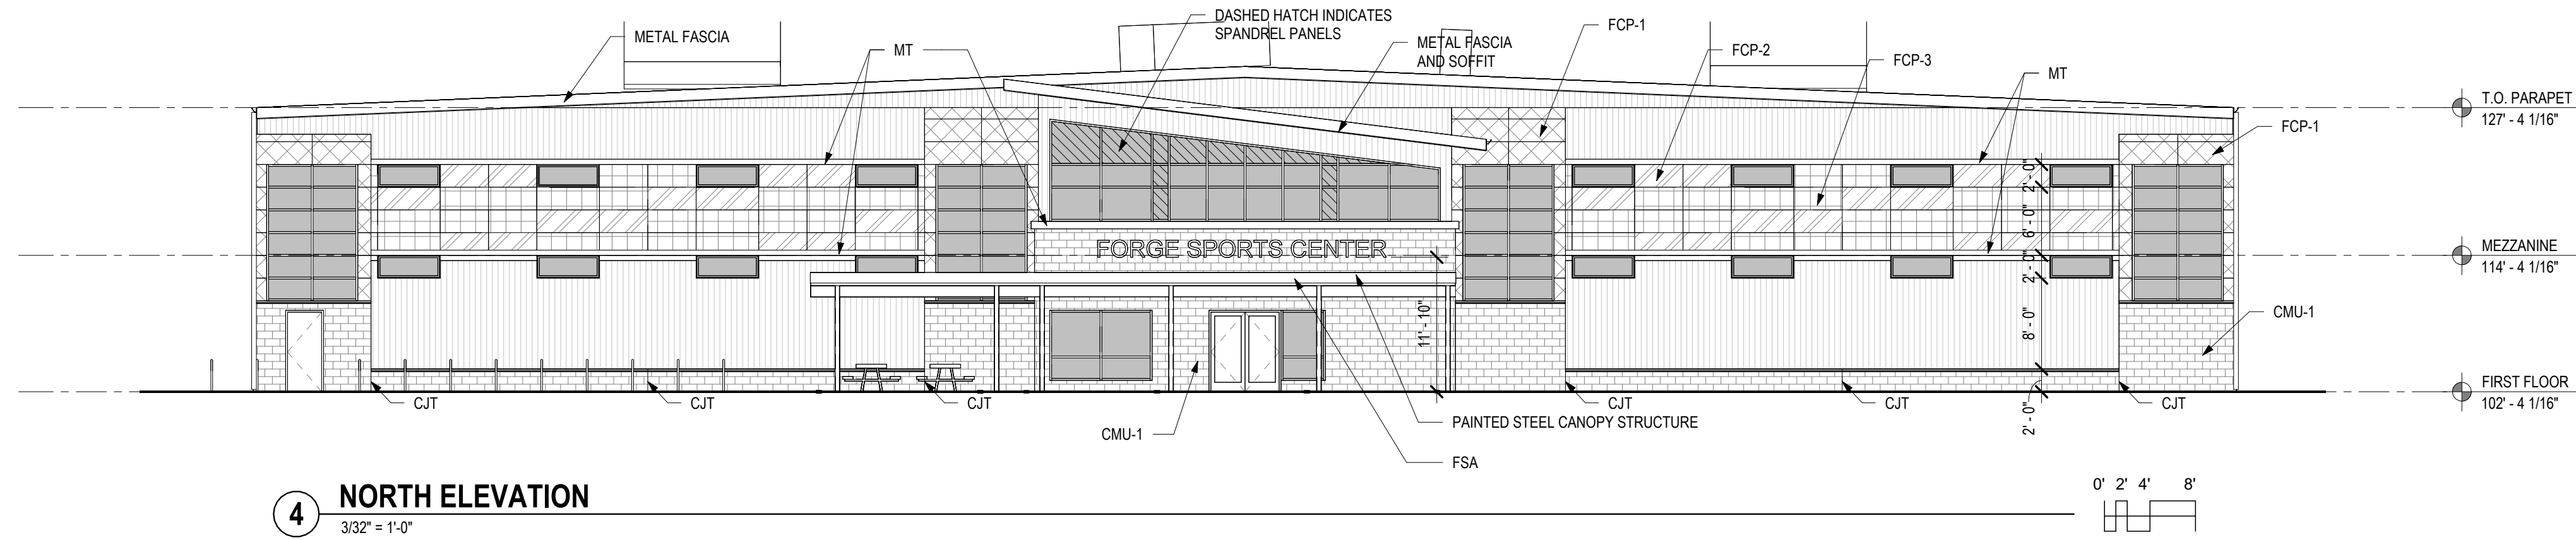 METAL FASCIA
MT
DASHED HATCH INDICATES
SPANDREL PANELS
METAL FASCIA
AND SOFFIT
FCP-1
FCP-2
FCP-3
MT
T.O. PARAPET
127' - 4 1/16"
FCP-1
2' - 0"
6' - 0"
2' - 0"
8' - 0"
2' - 0"
MEZZANINE
114' - 4 1/16"
FORGE SPORTS CENTER
11' - 10"
CMU-1
FIRST FLOOR
102' - 4 1/16"
CJT
CJT
CJT
CJT
CJT
CJT
CMU-1
PAINTED STEEL CANOPY STRUCTURE
FSA
4
NORTH ELEVATION
3/32" = 1'-0"
0' 2' 4' 8'